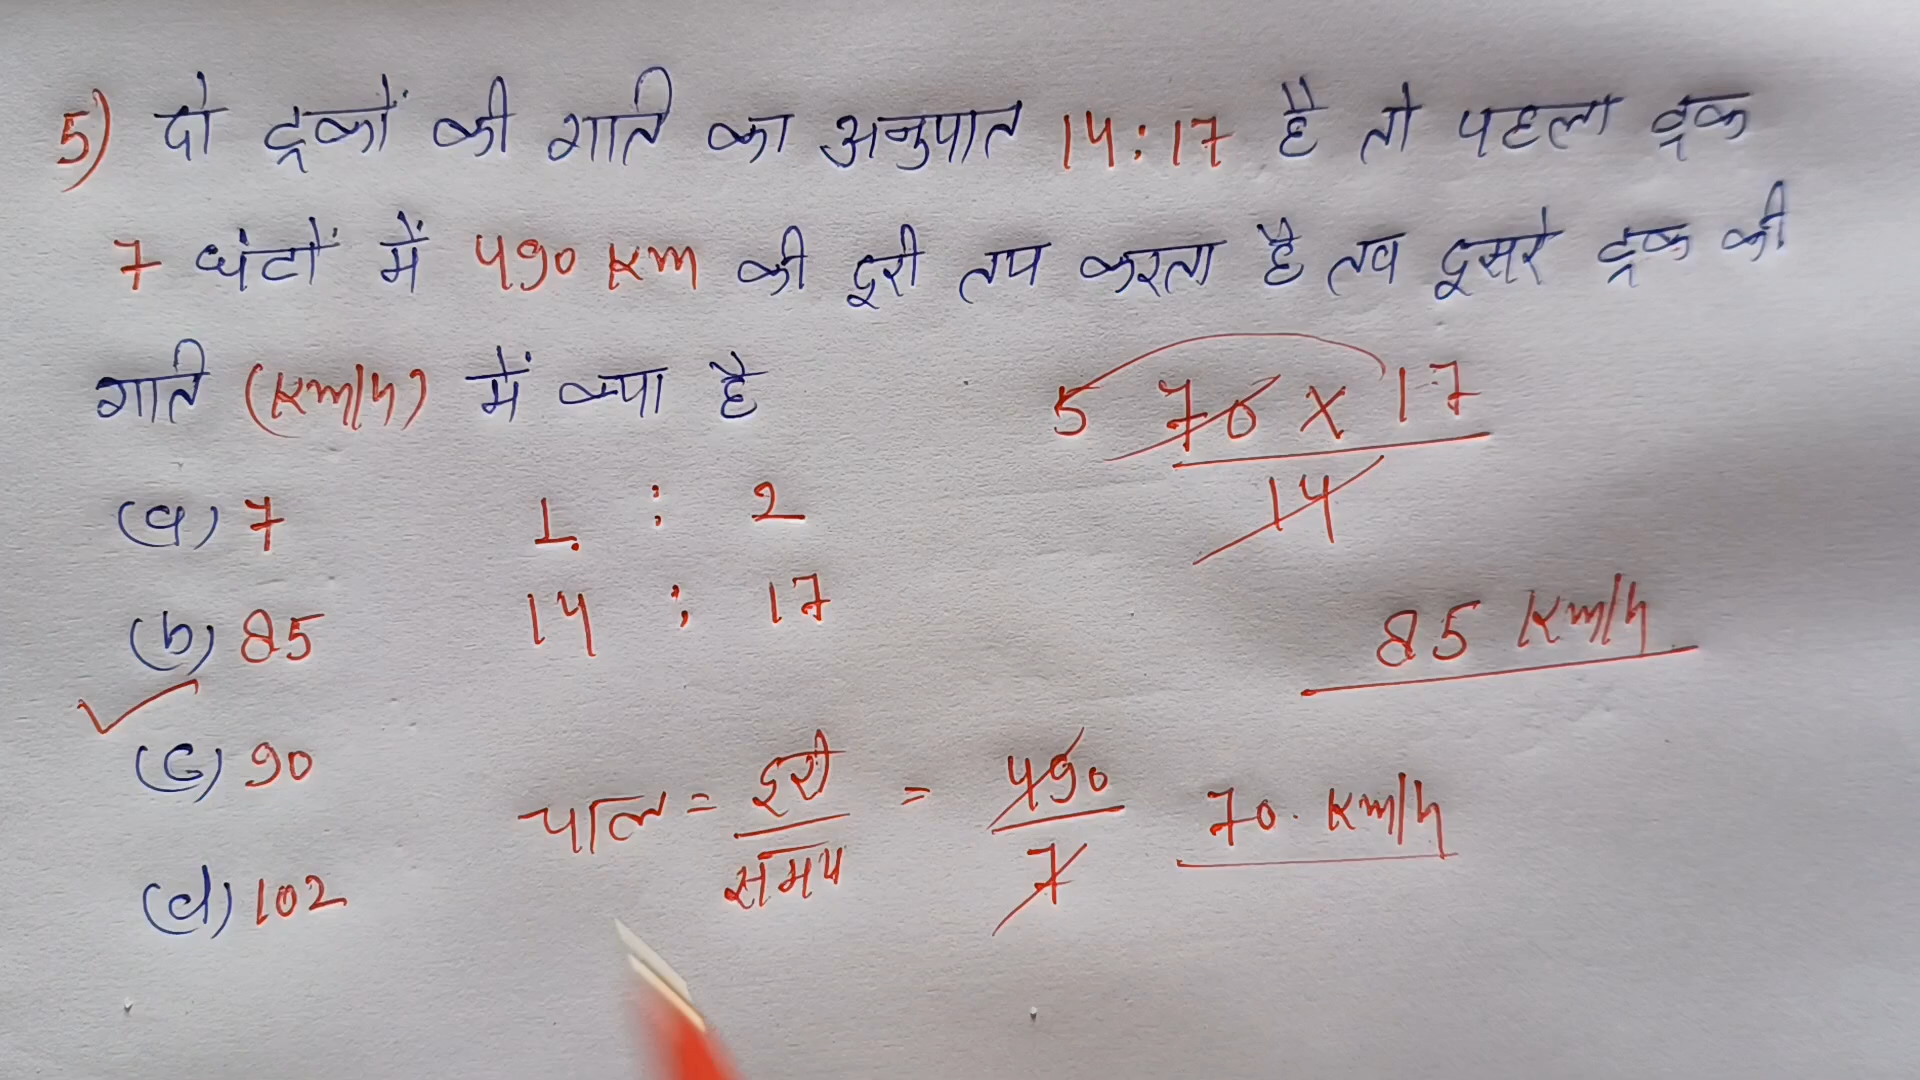 5) दो ट्रकों की गति का अनुपात 14:17 है तो पहला ट्रक
7 घंटों में 490 km की दूरी तय करता है तब दूसरे ट्रक की
गति (km/h) में क्या है
5 70 x 17
14
(a) 7
1 : 2
(b) 85
14 : 17
85 km/h
(c) 90
चाल = दूरी = 490 70 km/h
समय 7
(d) 102